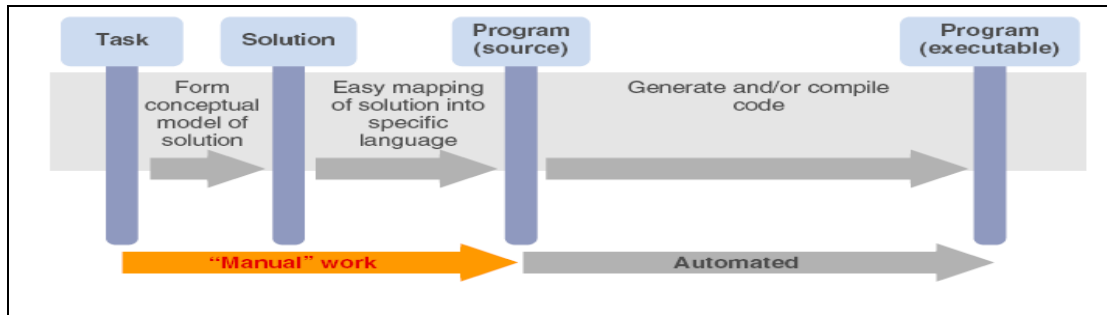 Task
Solution
Program
(source)
Program
(executable)
Form
conceptual
model of
solution
Easy mapping
of solution into
specific
language
Generate and/or compile
code
“Manual” work
Automated